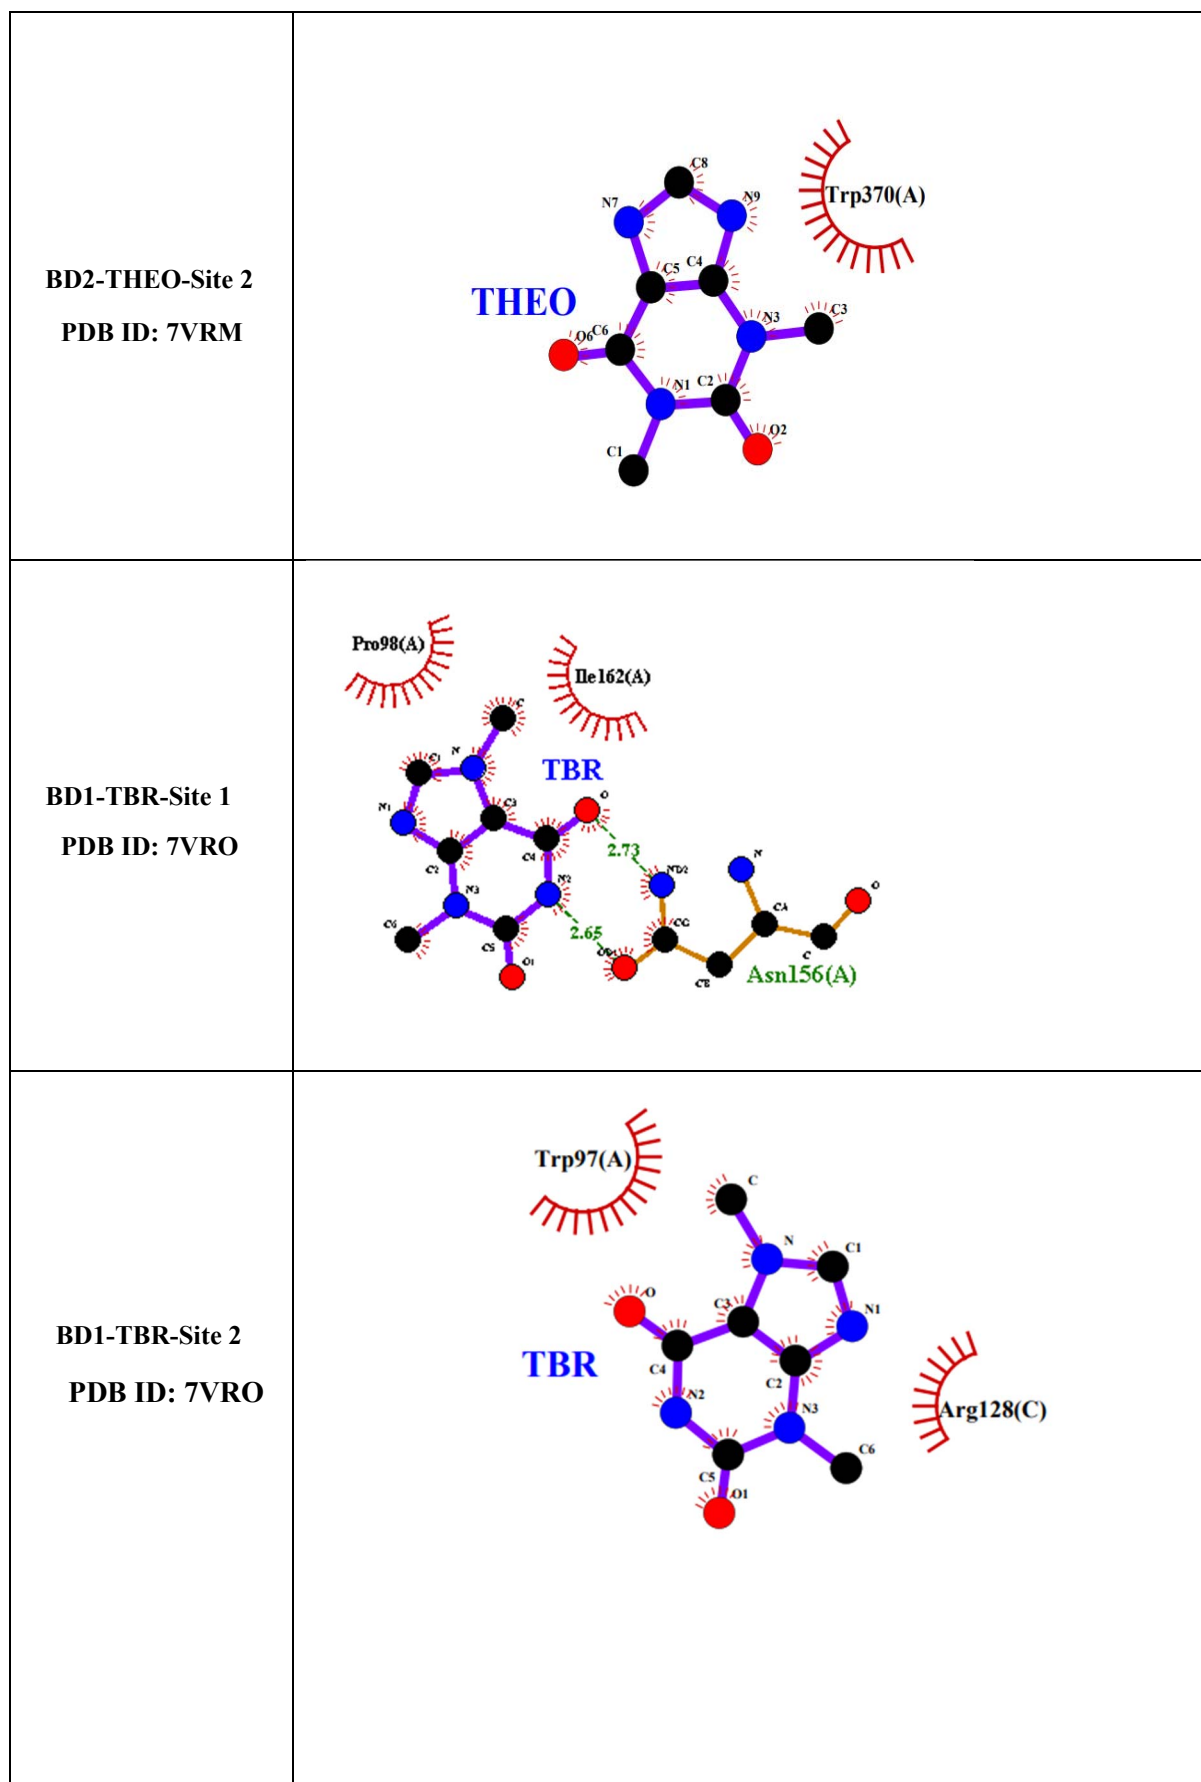 BD2-THEO-Site 2
PDB ID: 7VRM
C8
N7
N9
Trp370(A)
C5
C4
THEO
N3
C3
O6
C6
N1
C2
O2
C1
BD1-TBR-Site 1
PDB ID: 7VRO
Pro98(A)
Ile162(A)
C
TBR
C1
N
N1
C3
O
2.73
C4
C2
ND2
N
N2
N3
CA
O
2.65
CG
C6
C5
C
O1
CB
Asn156(A)
BD1-TBR-Site 2
PDB ID: 7VRO
Trp97(A)
C
N
C1
O
C3
N1
TBR
C4
C2
N2
N3
Arg128(C)
C6
C5
O1